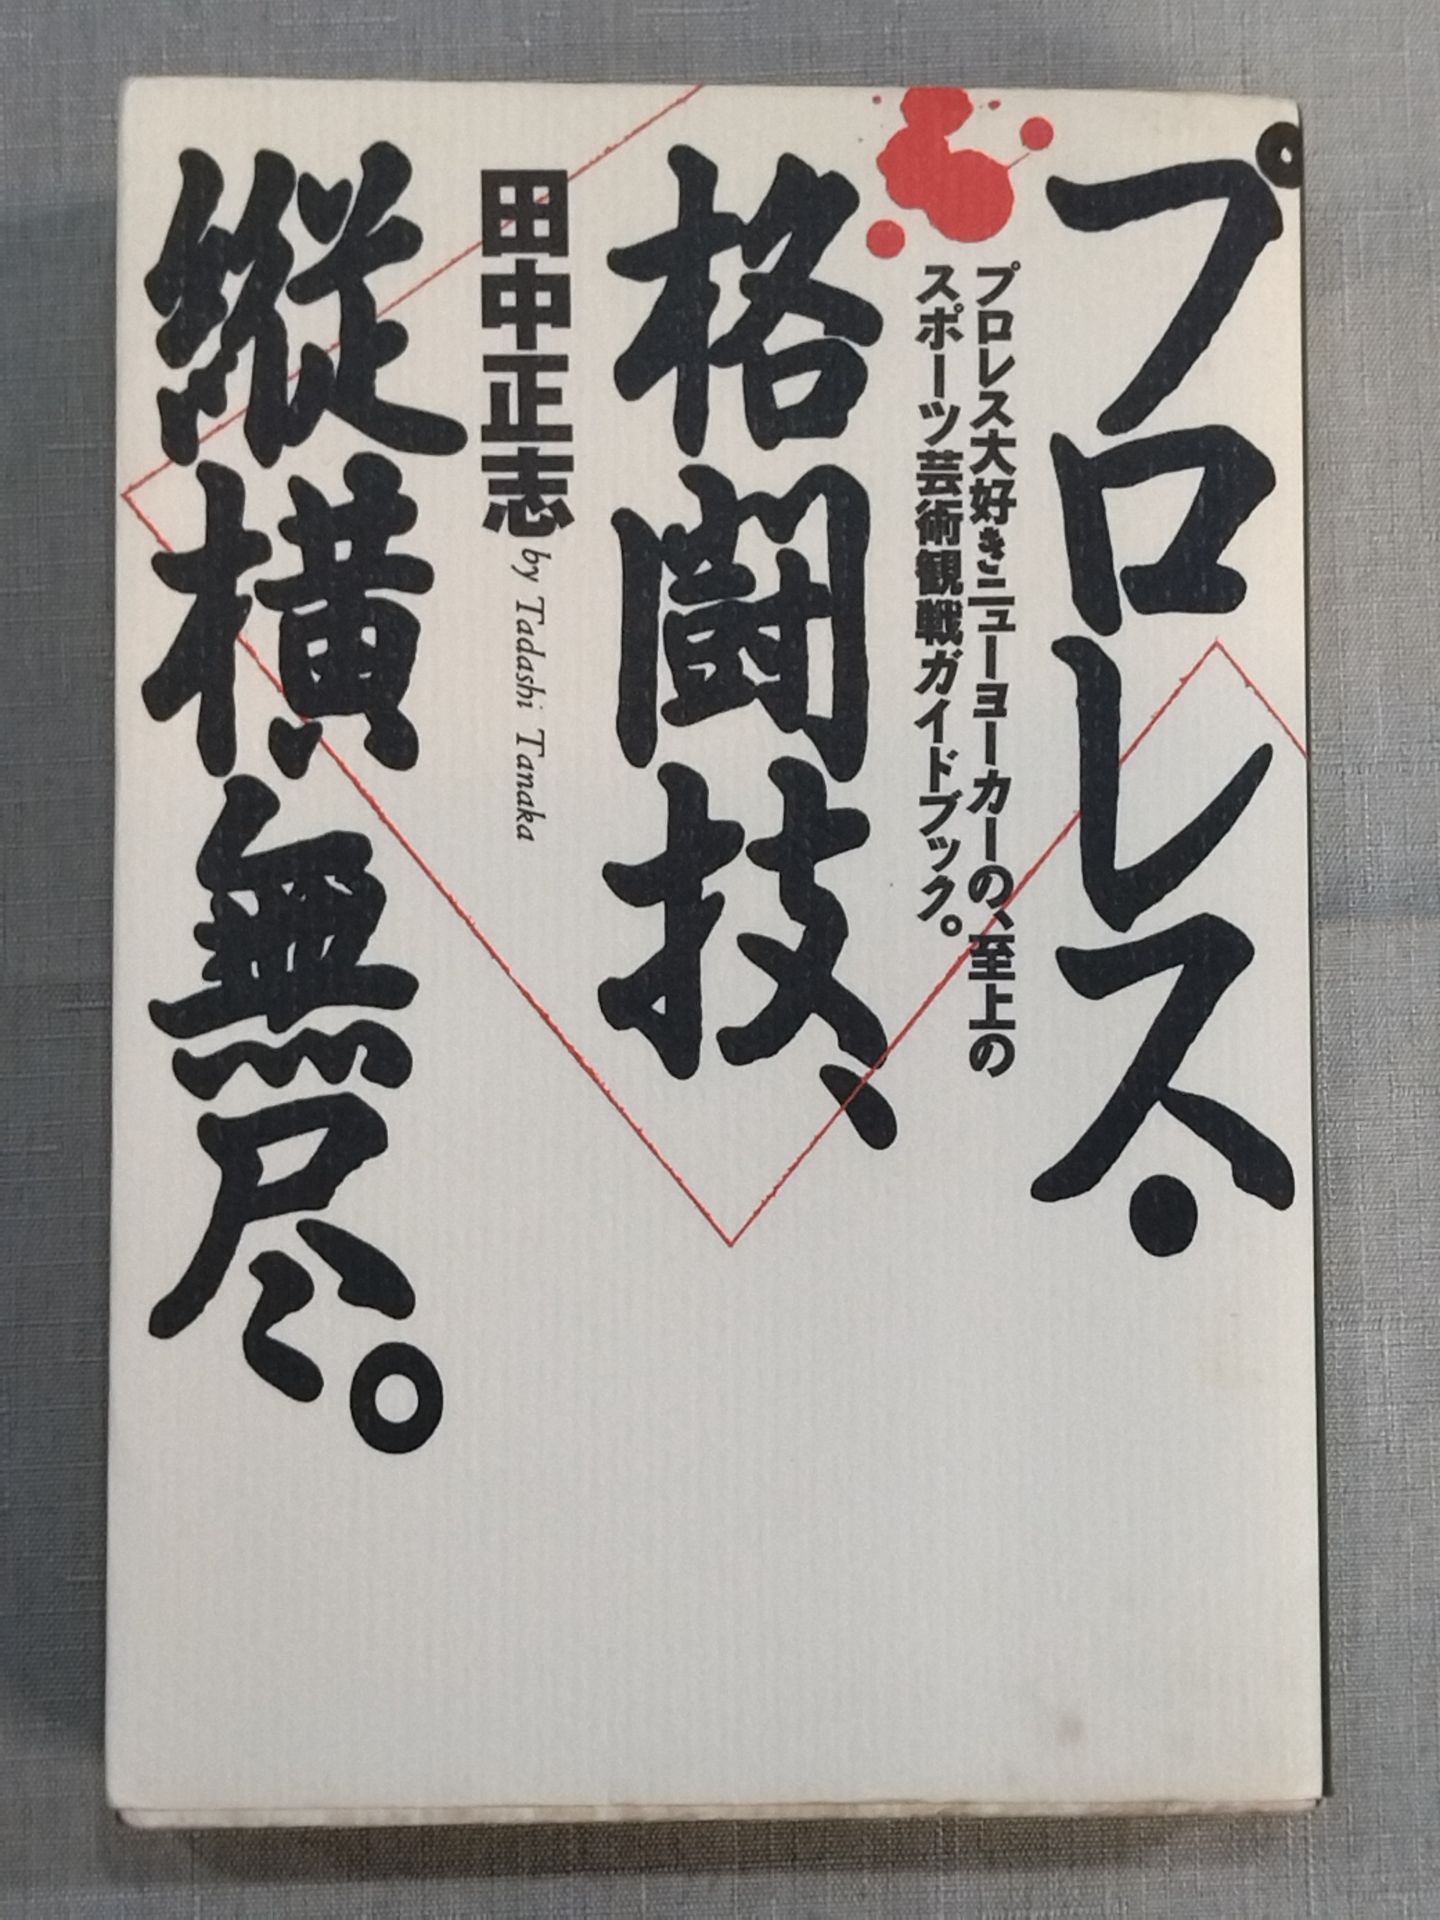 プロレス・
プロレス大好きニューヨーカーの、至上の
スポーツ芸術観戦ガイドブック。
格闘技、
田中正志
by Tadashi Tanaka
縦横無尽。